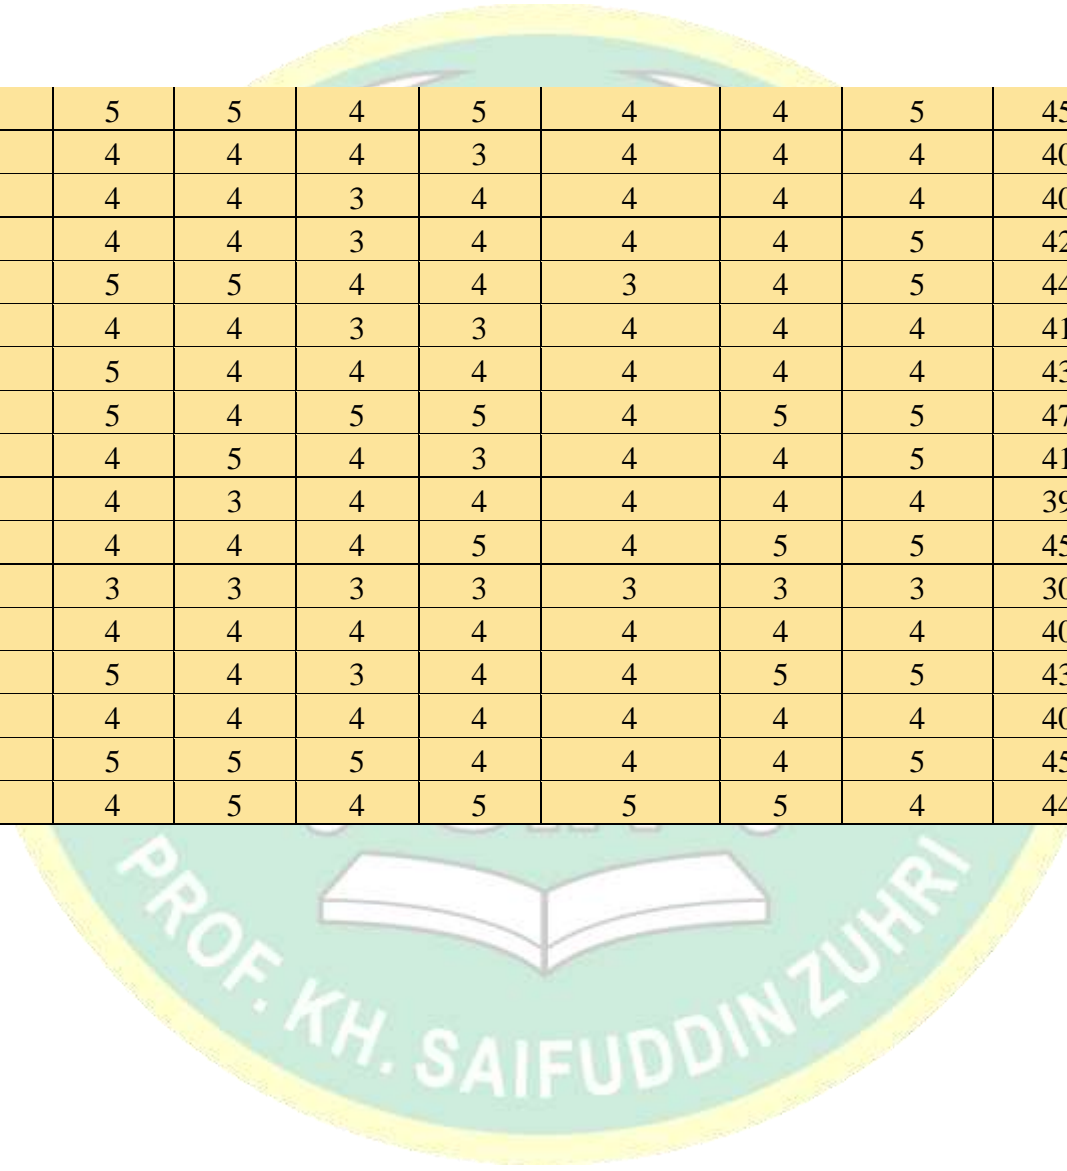 5 5 4 5 4 4 5 45
4 4 4 3 4 4 4 40
4 4 3 4 4 4 4 40
4 4 3 4 4 4 5 42
5 5 4 4 3 4 5 44
4 4 3 3 4 4 4 41
5 4 4 4 4 4 4 43
5 4 5 5 4 5 5 47
4 5 4 3 4 4 5 41
4 3 4 4 4 4 4 39
4 4 4 5 4 5 5 45
3 3 3 3 3 3 3 30
4 4 4 4 4 4 4 40
5 4 3 4 4 5 5 43
4 4 4 4 4 4 4 40
5 5 5 4 4 4 5 45
4 5 4 5 5 5 4 44
PROF. KH. SAIFUDDIN ZUHRI